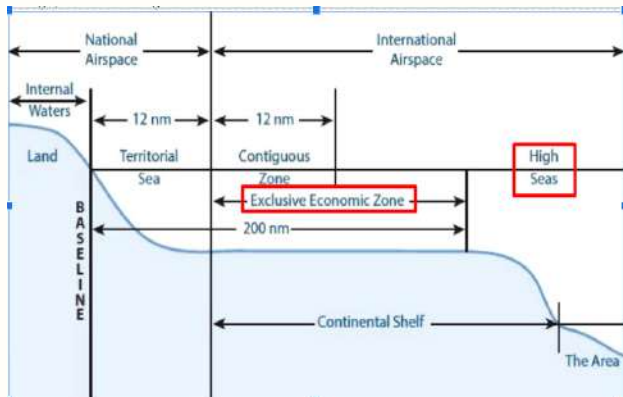 National
Airspace
International
Airspace
Internal
Waters
12 nm
12 nm
Land
Territorial
Sea
Contiguous
Zone
High
Seas
Exclusive Economic Zone
200 nm
BASELINE
Continental Shelf
The Area